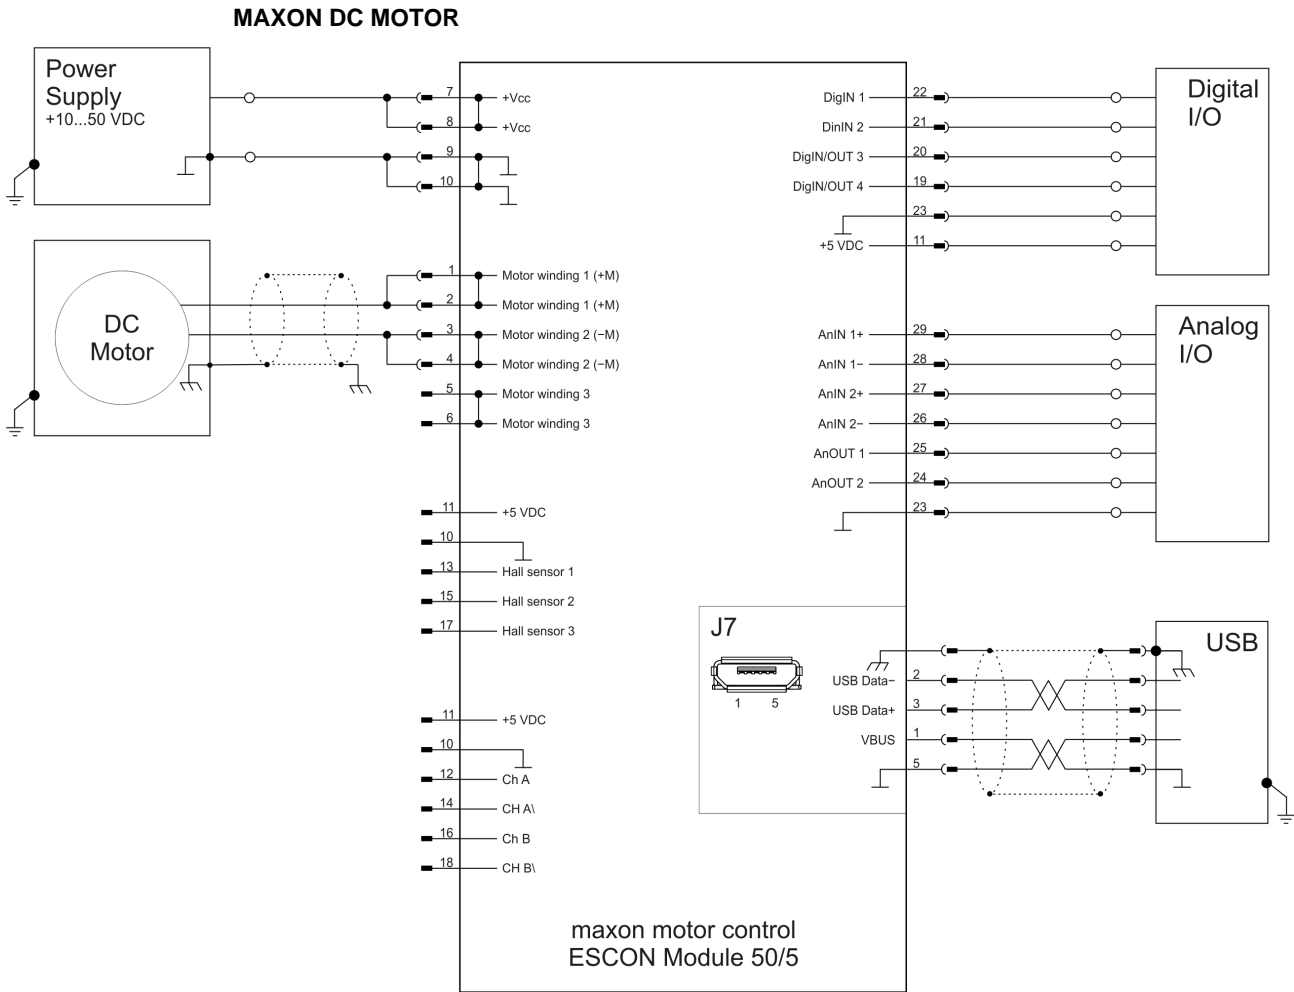 MAXON DC MOTOR
Power
Supply
+10...50 VDC
7
+Vcc
8
+Vcc
9
10
DC
Motor
1
Motor winding 1 (+M)
2
Motor winding 1 (+M)
3
Motor winding 2 (−M)
4
Motor winding 2 (−M)
5
Motor winding 3
6
Motor winding 3
11
+5 VDC
10
13
Hall sensor 1
15
Hall sensor 2
17
Hall sensor 3
11
+5 VDC
10
12
Ch A
14
CH A\
16
Ch B
18
CH B\
DigIN 1
22
DinIN 2
21
DigIN/OUT 3
20
DigIN/OUT 4
19
23
+5 VDC
11
Digital
I/O
AnIN 1+
29
AnIN 1−
28
AnIN 2+
27
AnIN 2−
26
AnOUT 1
25
AnOUT 2
24
23
Analog
I/O
J7
1 5
USB Data−
2
USB Data+
3
VBUS
1
5
USB
maxon motor control
ESCON Module 50/5